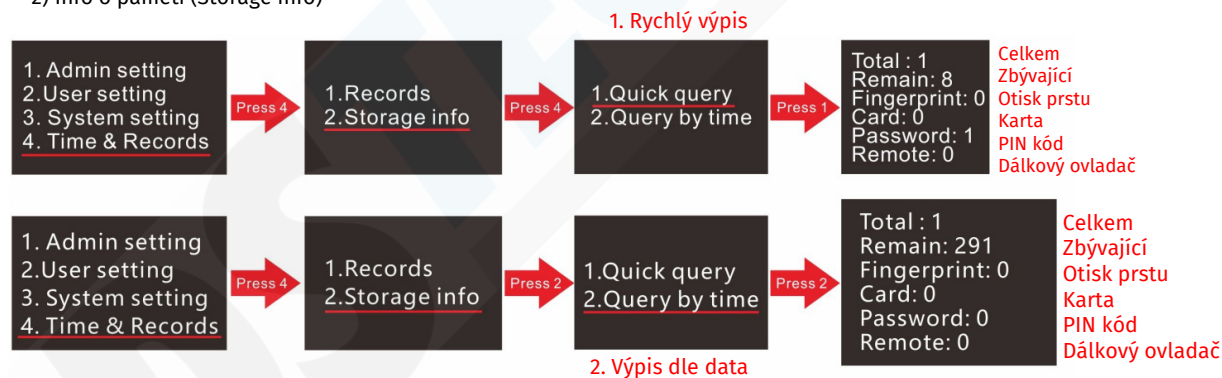 2) Info o paměti (Storage info)
1. Rychlý výpis
1. Admin setting
2.User setting
3. System setting
4. Time & Records
Press 4
1.Records
2.Storage info
Press 4
1.Quick query
2.Query by time
Press 1
Total : 1
Remain: 8
Fingerprint: 0
Card: 0
Password: 1
Remote: 0
Celkem
Zbývající
Otisk prstu
Karta
PIN kód
Dálkový ovladač
1. Admin setting
2.User setting
3. System setting
4. Time & Records
Press 4
1.Records
2.Storage info
Press 2
1.Quick query
2.Query by time
Press 2
Total : 1
Remain: 291
Fingerprint: 0
Card: 0
Password: 0
Remote: 0
Celkem
Zbývající
Otisk prstu
Karta
PIN kód
Dálkový ovladač
2. Výpis dle data